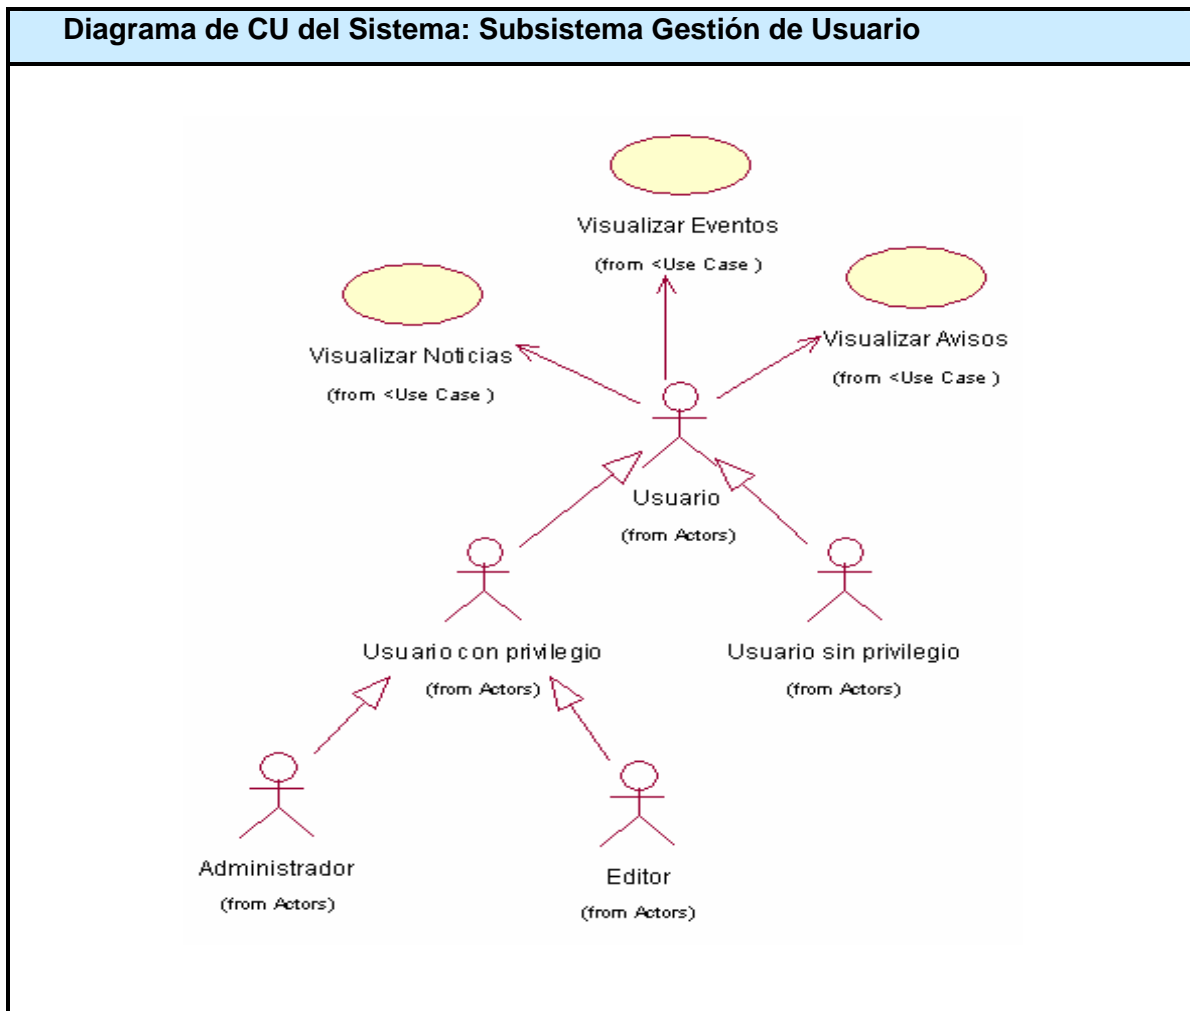 Diagrama de CU del Sistema: Subsistema Gestión de Usuario
Visualizar Eventos
(from <Use Case )
Visualizar Noticias
(from <Use Case )
Visualizar Avisos
(from <Use Case )
Usuario
(from Actors)
Usuario con privilegio
(from Actors)
Usuario sin privilegio
(from Actors)
Administrador
(from Actors)
Editor
(from Actors)